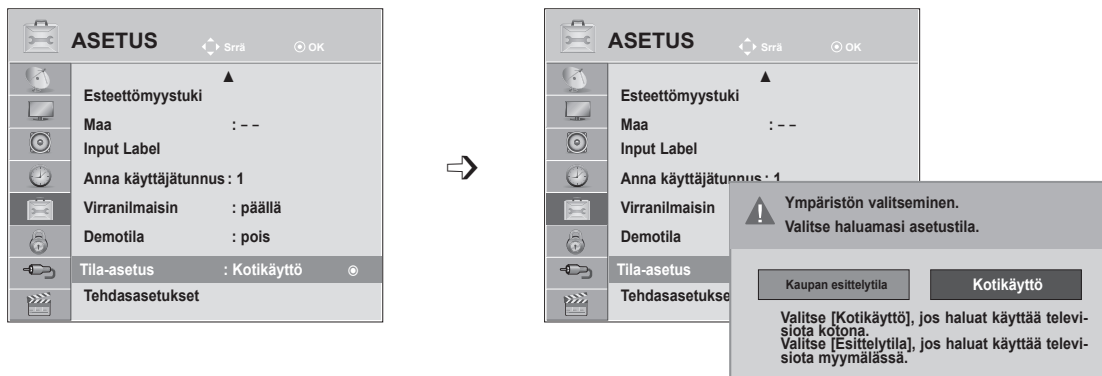 ASETUS Srrä OK
▲
Esteettömyystuki
Maa : – –
Input Label
Anna käyttäjätunnus : 1
Virranilmaisin : päällä
Demotila : pois
Tila-asetus : Kotikäyttö
Tehdasasetukset
ASETUS Srrä OK
▲
Esteettömyystuki
Maa : – –
Input Label
Anna käyttäjätunnus : 1
Virranilmaisin
Demotila
Tila-asetus
Tehdasasetukse
Ympäristön valitseminen.
Valitse haluamasi asetustila.
Kaupan esittelytila Kotikäyttö
Valitse [Kotikäyttö], jos haluat käyttää televi-
siota kotona.
Valitse [Esittelytila], jos haluat käyttää televi-
siota myymälässä.